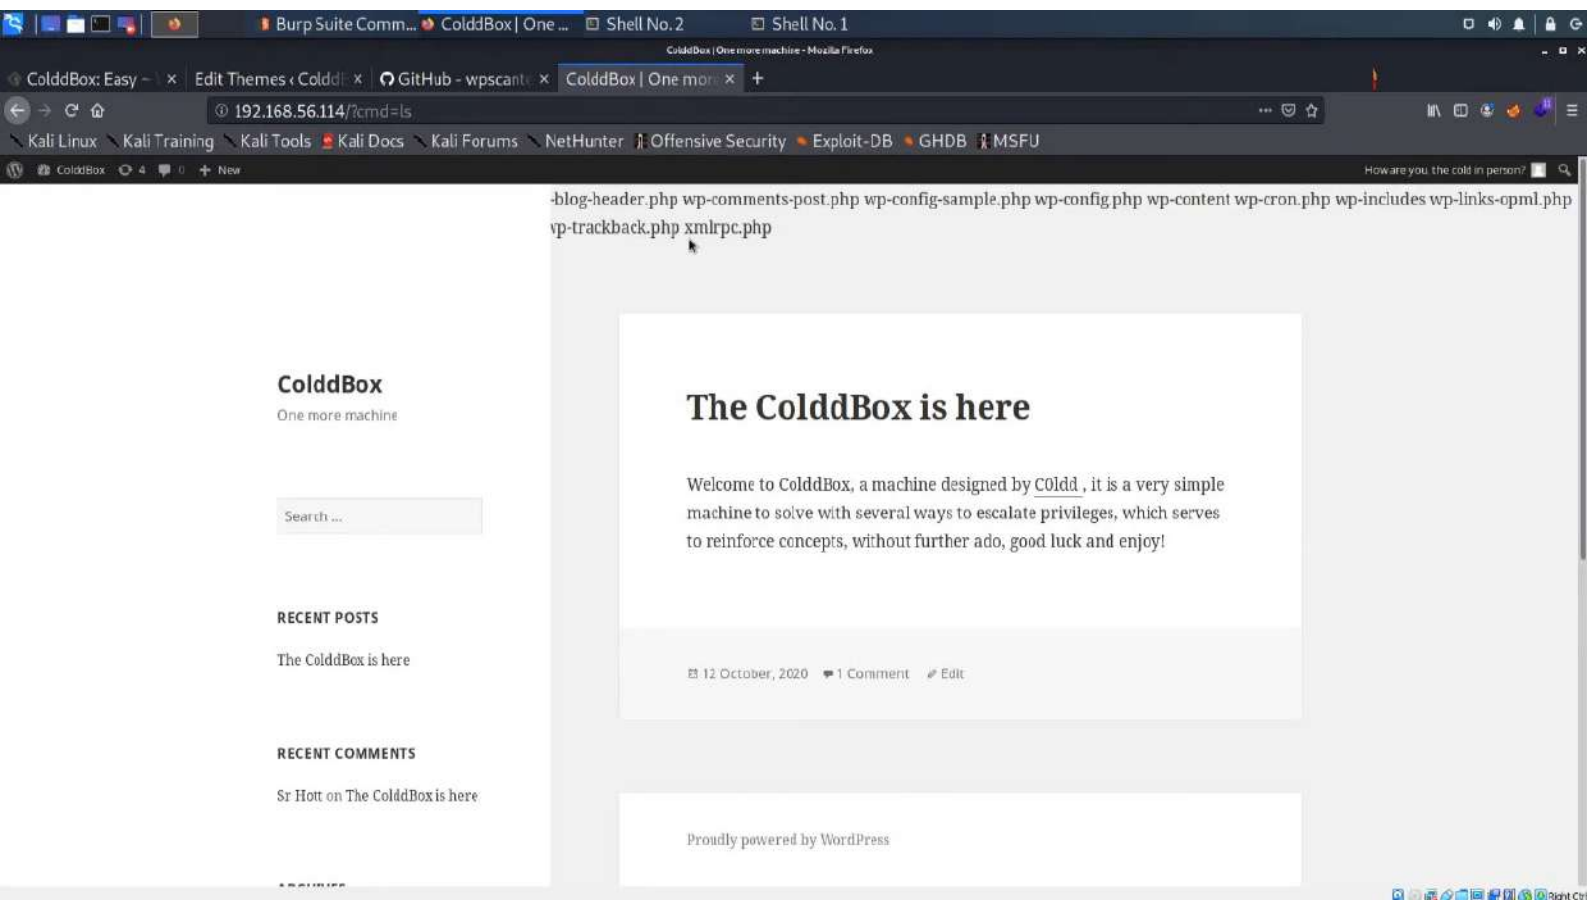 Burp Suite Comm... ColddBox | One ... Shell No. 2 Shell No. 1
ColddBox | One more machine - Mozilla Firefox
ColddBox: Easy ~ Edit Themes ‹ Coldd GitHub - wpscant ColddBox | One mor
192.168.56.114/?cmd=ls
Kali Linux Kali Training Kali Tools Kali Docs Kali Forums NetHunter Offensive Security Exploit-DB GHDB MSFU
ColddBox 4 0 New How are you, the cold in person?
-blog-header.php wp-comments-post.php wp-config-sample.php wp-config.php wp-content wp-cron.php wp-includes wp-links-opml.php
wp-trackback.php xmlrpc.php
ColddBox
One more machine
Search ...
RECENT POSTS
The ColddBox is here
RECENT COMMENTS
Sr Hott on The ColddBox is here
The ColddBox is here
Welcome to ColddBox, a machine designed by C0ldd , it is a very simple
machine to solve with several ways to escalate privileges, which serves
to reinforce concepts, without further ado, good luck and enjoy!
12 October, 2020 1 Comment Edit
Proudly powered by WordPress
Right Ctrl